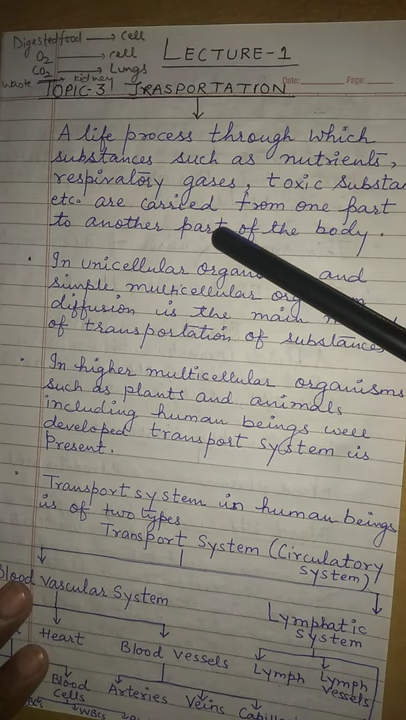 Digested food → cell
O2 → cell
CO2 → Lungs
waste → kidney
LECTURE-1
Date: Page:
TOPIC-3 TRASPORTATION
A life process through which
substances such as nutrients,
respiratory gases, toxic substa
etc. are carried from one part
to another part of the body.
In unicellular organ and
simple multicellular org m
diffusion is the main
of transportation of substances
In higher multicellular organisms
such as plants and animals
including human beings well
developed transport system is
present.
Transport system in human beings
is of two types
Transport System (Circulatory
System)
Blood Vascular System
Lymphatic
system
Heart
Blood Vessels
Lymph
Lymph
Vessels
Blood
Cells
Arteries
Veins
Capill
WBCs